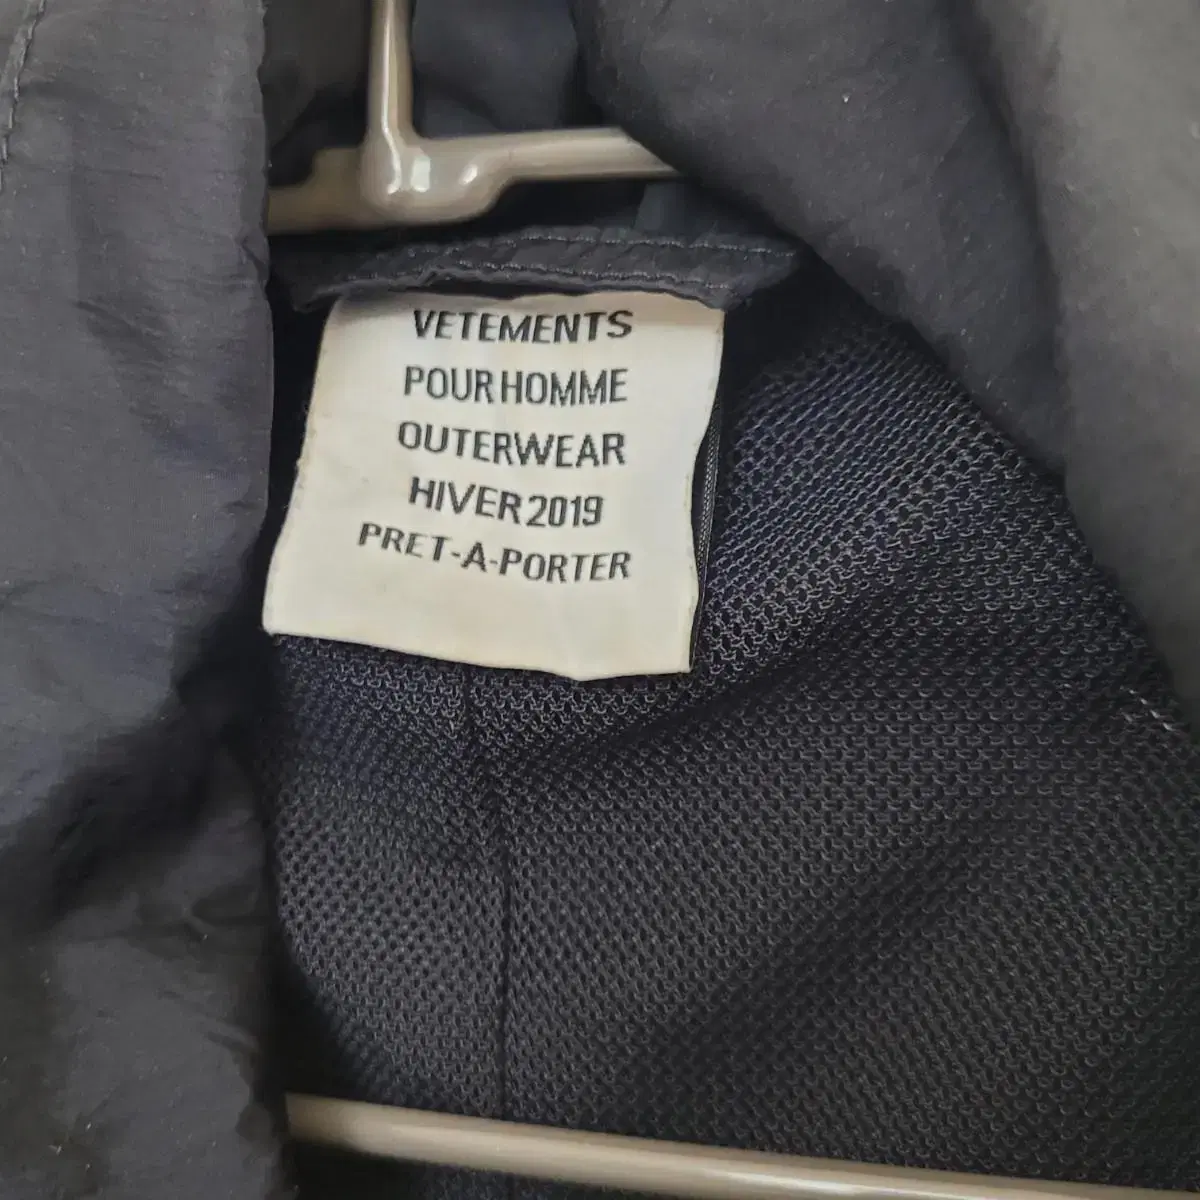 VETEMENTS
POUR HOMME
OUTERWEAR
HIVER 2019
PRET-A-PORTER